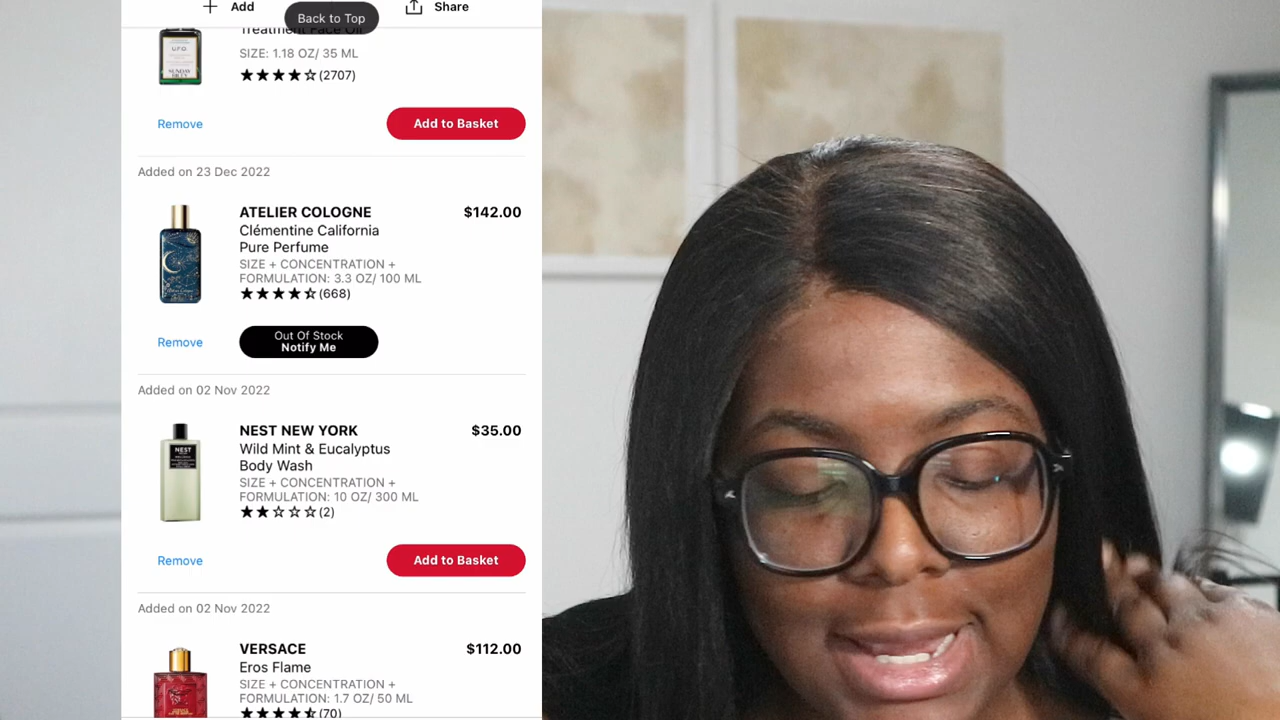 Add
Back to Top
Share
Treatment Face Oil
SIZE: 1.18 OZ/ 35 ML
(2707)
Remove
Add to Basket
Added on 23 Dec 2022
ATELIER COLOGNE
$142.00
Clémentine California
Pure Perfume
SIZE + CONCENTRATION +
FORMULATION: 3.3 OZ/ 100 ML
(668)
Out Of Stock
Notify Me
Remove
Added on 02 Nov 2022
NEST
NEST NEW YORK
$35.00
Wild Mint & Eucalyptus
Body Wash
SIZE + CONCENTRATION +
FORMULATION: 10 OZ/ 300 ML
(2)
Remove
Add to Basket
Added on 02 Nov 2022
VERSACE
$112.00
Eros Flame
SIZE + CONCENTRATION +
FORMULATION: 1.7 OZ/ 50 ML
(70)